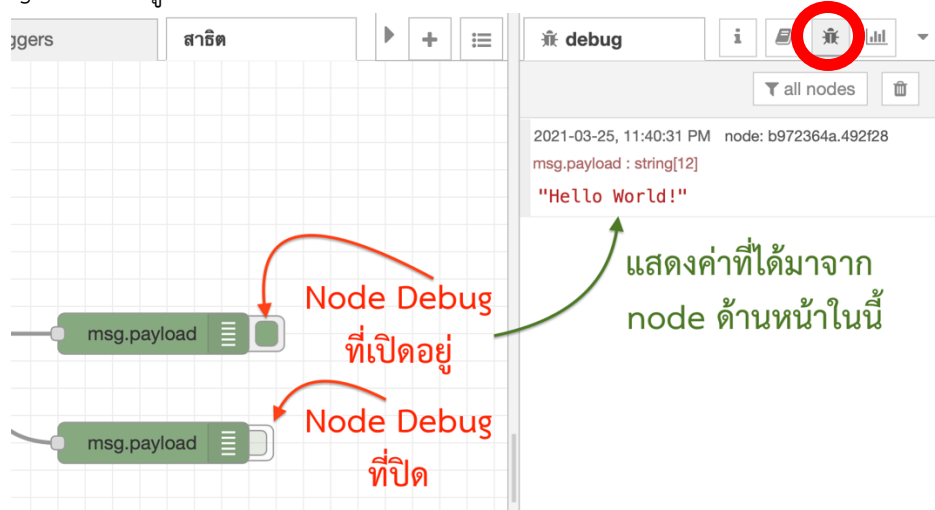 ggers
สาธิต
debug
i
all nodes
2021-03-25, 11:40:31 PM node: b972364a.492f28
msg.payload : string[12]
"Hello World!"
แสดงค่าที่ได้มาจาก
node ด้านหน้าในนี้
Node Debug
ที่เปิดอยู่
msg.payload
Node Debug
ที่ปิด
msg.payload